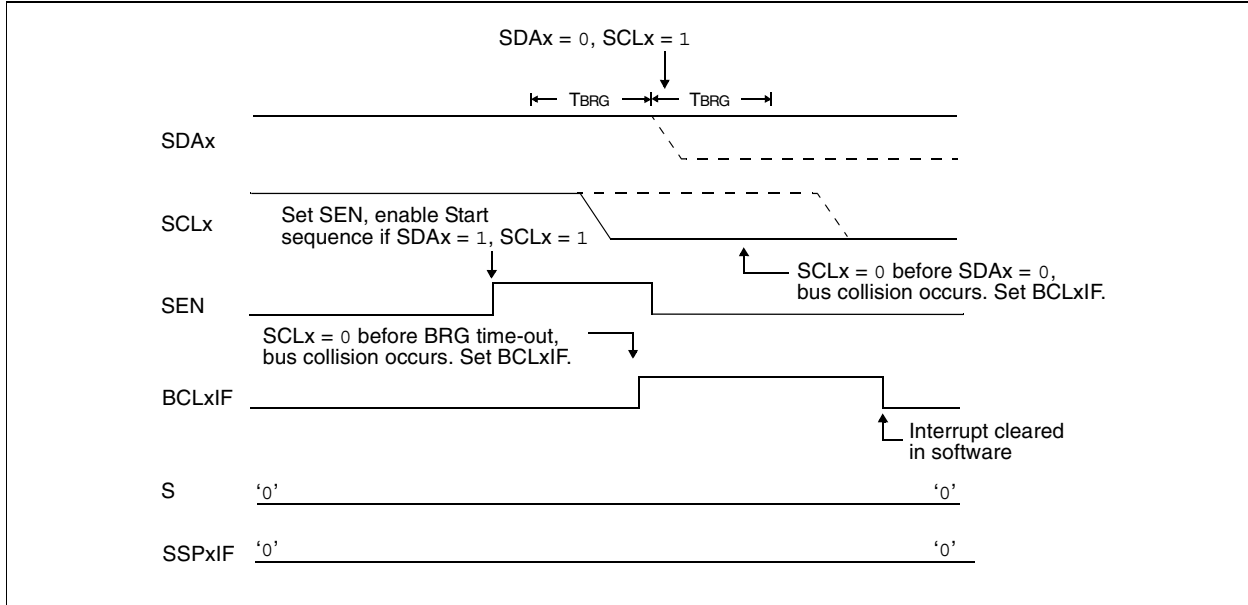 SDAx = 0, SCLx = 1
TBRG TBRG
SDAx
SCLx
Set SEN, enable Start
sequence if SDAx = 1, SCLx = 1
SCLx = 0 before SDAx = 0,
bus collision occurs. Set BCLxIF.
SEN
SCLx = 0 before BRG time-out,
bus collision occurs. Set BCLxIF.
BCLxIF
Interrupt cleared
in software
S ‘0’ ‘0’
SSPxIF ‘0’ ‘0’